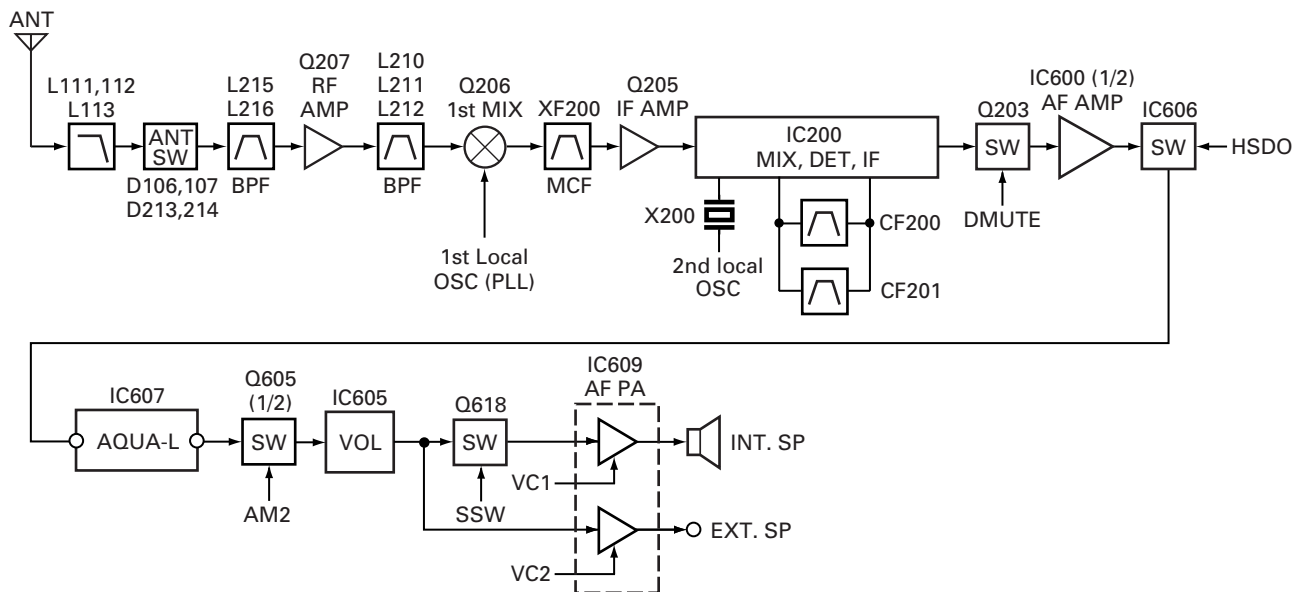 ANT
L111,112
L113
ANT
SW
D106,107
D213,214
L215
L216
BPF
Q207
RF
AMP
L210
L211
L212
BPF
Q206
1st MIX
1st Local
OSC (PLL)
XF200
MCF
Q205
IF AMP
IC200
MIX, DET, IF
X200
2nd local
OSC
CF200
CF201
Q203
SW
DMUTE
IC600 (1/2)
AF AMP
IC606
SW
HSDO
IC607
AQUA-L
Q605
(1/2)
SW
AM2
IC605
VOL
Q618
SW
SSW
IC609
AF PA
VC1
INT. SP
VC2
EXT. SP